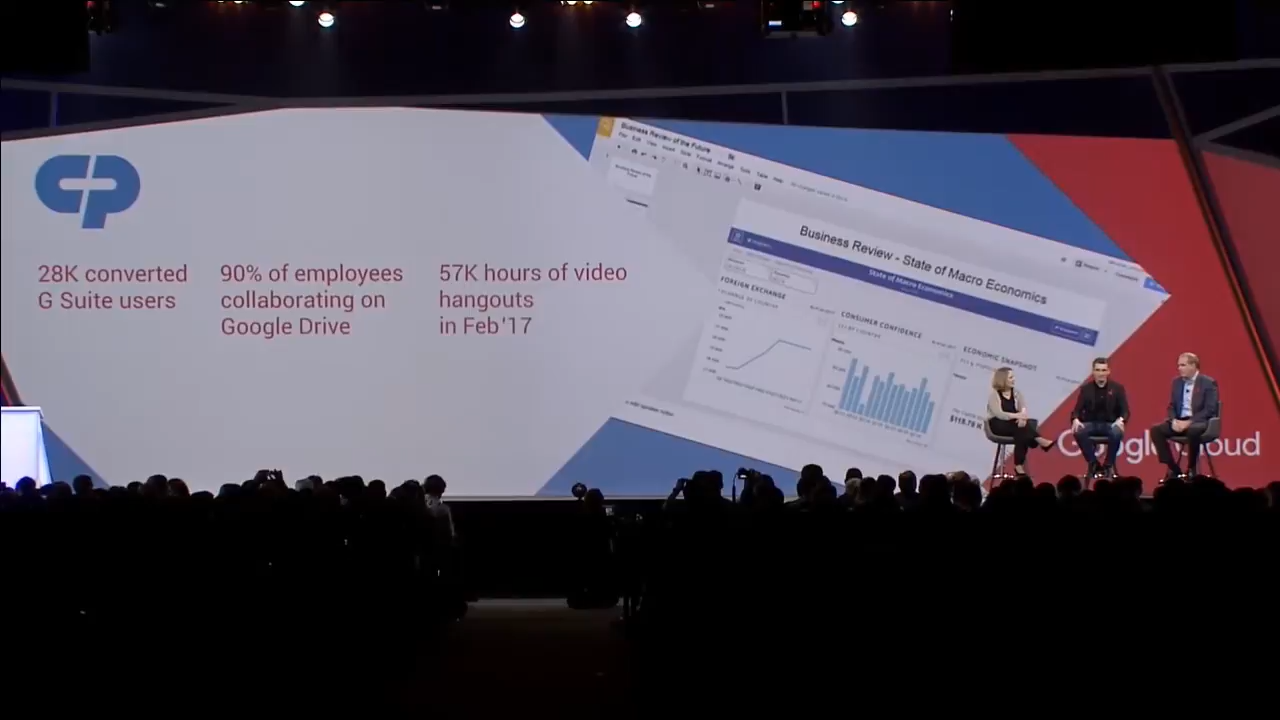 CP
28K converted
G Suite users
90% of employees
collaborating on
Google Drive
57K hours of video
hangouts
in Feb'17
Business Review of the Future
Business Review - State of Macro Economics
State of Macro Economics
FOREIGN EXCHANGE
CONSUMER CONFIDENCE
ECONOMIC SNAPSHOT
Google Cloud